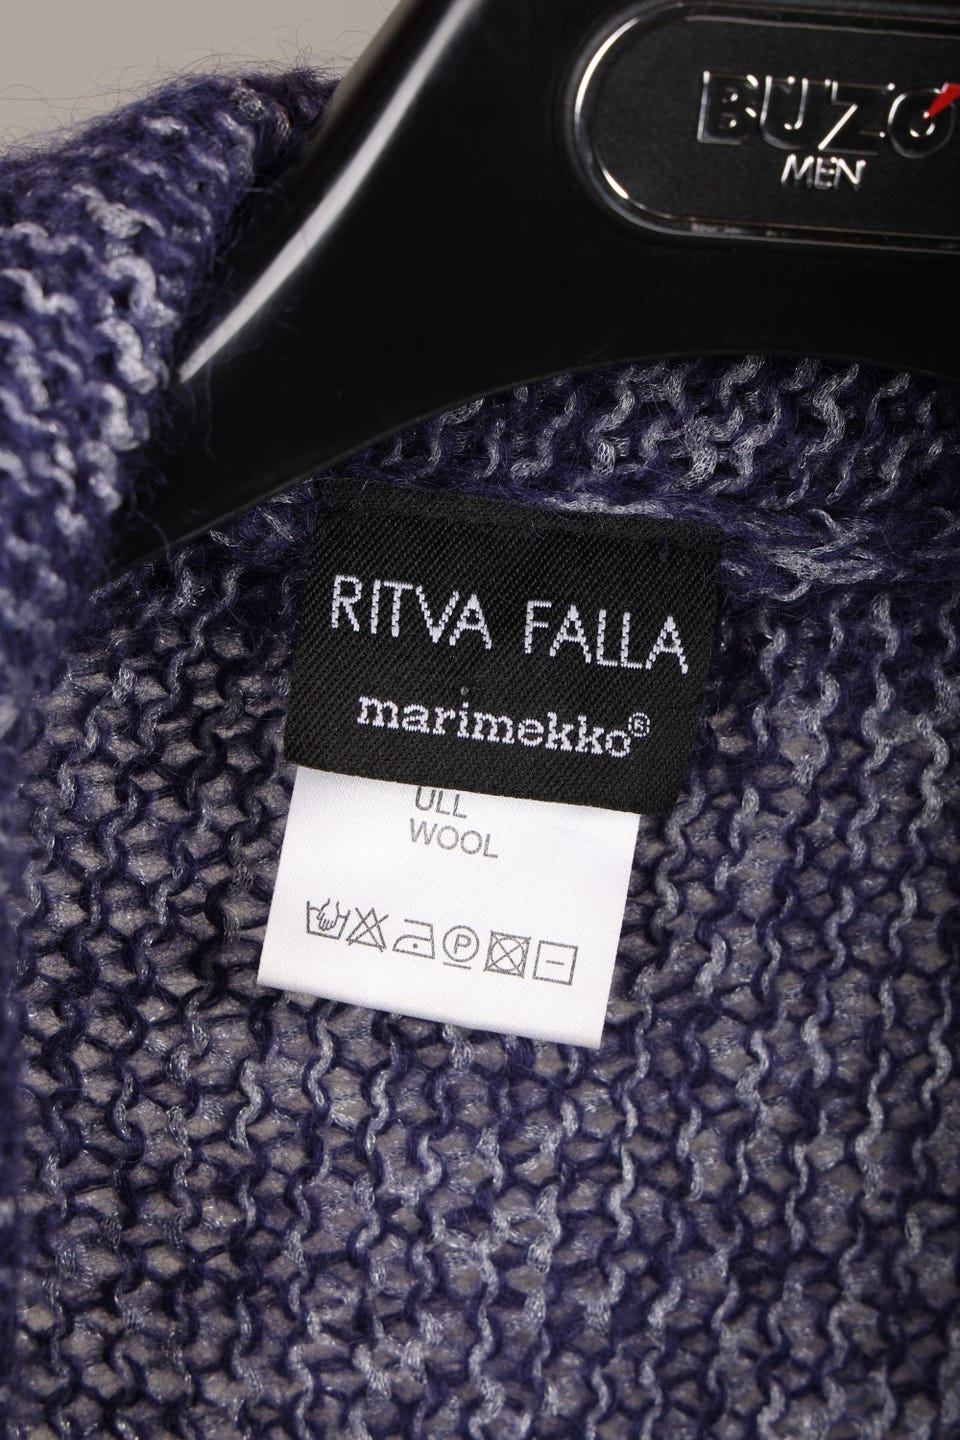 BUZO
MEN
RITVA FALLA
marimekko®
ULL
WOOL
P